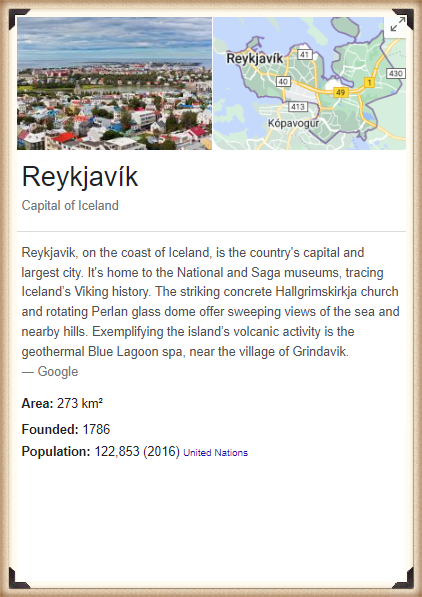 Reykjavík
41
430
40
1
49
413
Kópavogur
Reykjavík
Capital of Iceland
Reykjavik, on the coast of Iceland, is the country's capital and
largest city. It's home to the National and Saga museums, tracing
Iceland's Viking history. The striking concrete Hallgrimskirkja church
and rotating Perlan glass dome offer sweeping views of the sea and
nearby hills. Exemplifying the island's volcanic activity is the
geothermal Blue Lagoon spa, near the village of Grindavik.
— Google
Area: 273 km²
Founded: 1786
Population: 122,853 (2016) United Nations